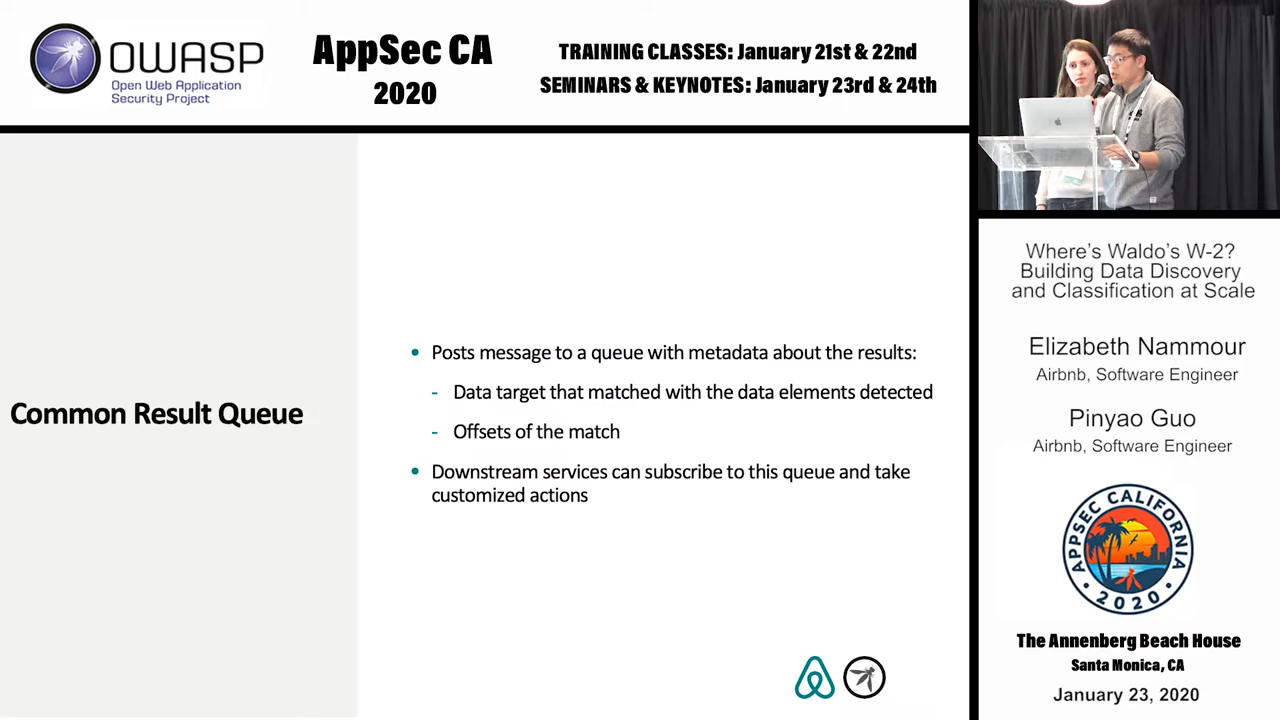 OWASP
Open Web Application
Security Project
AppSec CA
2020
TRAINING CLASSES: January 21st & 22nd
SEMINARS & KEYNOTES: January 23rd & 24th
Common Result Queue
• Posts message to a queue with metadata about the results:
- Data target that matched with the data elements detected
- Offsets of the match
• Downstream services can subscribe to this queue and take
customized actions
Where's Waldo's W-2?
Building Data Discovery
and Classification at Scale
Elizabeth Nammour
Airbnb, Software Engineer
Pinyao Guo
Airbnb, Software Engineer
APPSEC CALIFORNIA
• 2020 •
The Annenberg Beach House
Santa Monica, CA
January 23, 2020